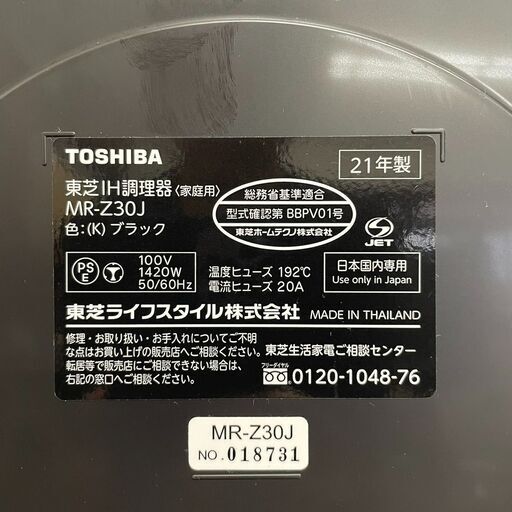 TOSHIBA
21年製
東芝IH調理器〈家庭用〉
MR-Z30J
色:(K) ブラック
総務省基準適合
型式確認第 BBPV01号
東芝ホームテクノ株式会社
S
JET
PS
E
100V
1420W
50/60Hz
温度ヒューズ 192℃
電流ヒューズ 20A
日本国内専用
Use only in Japan
東芝ライフスタイル株式会社 MADE IN THAILAND
修理・お取り扱い・お手入れについてご不明
な点はお買い上げの販売店へご相談ください。
転居等で販売店にご相談できない場合は、
右記の窓口へご相談ください。
東芝生活家電ご相談センター
フリーダイヤル
0120-1048-76
MR-Z30J
NO. 018731